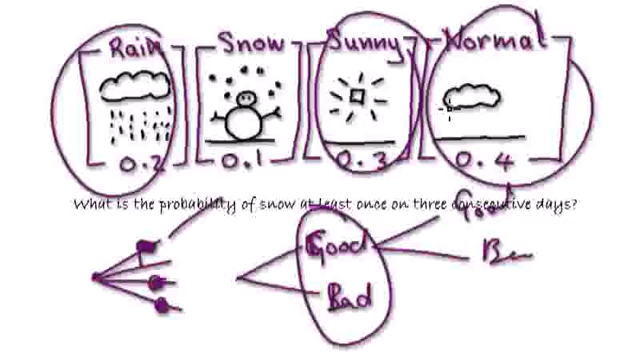 Rain Snow Sunny Normal
0.2 0.1 0.3 0.4
What is the probability of snow at least once on three consecutive days?
Good
Good
Bad